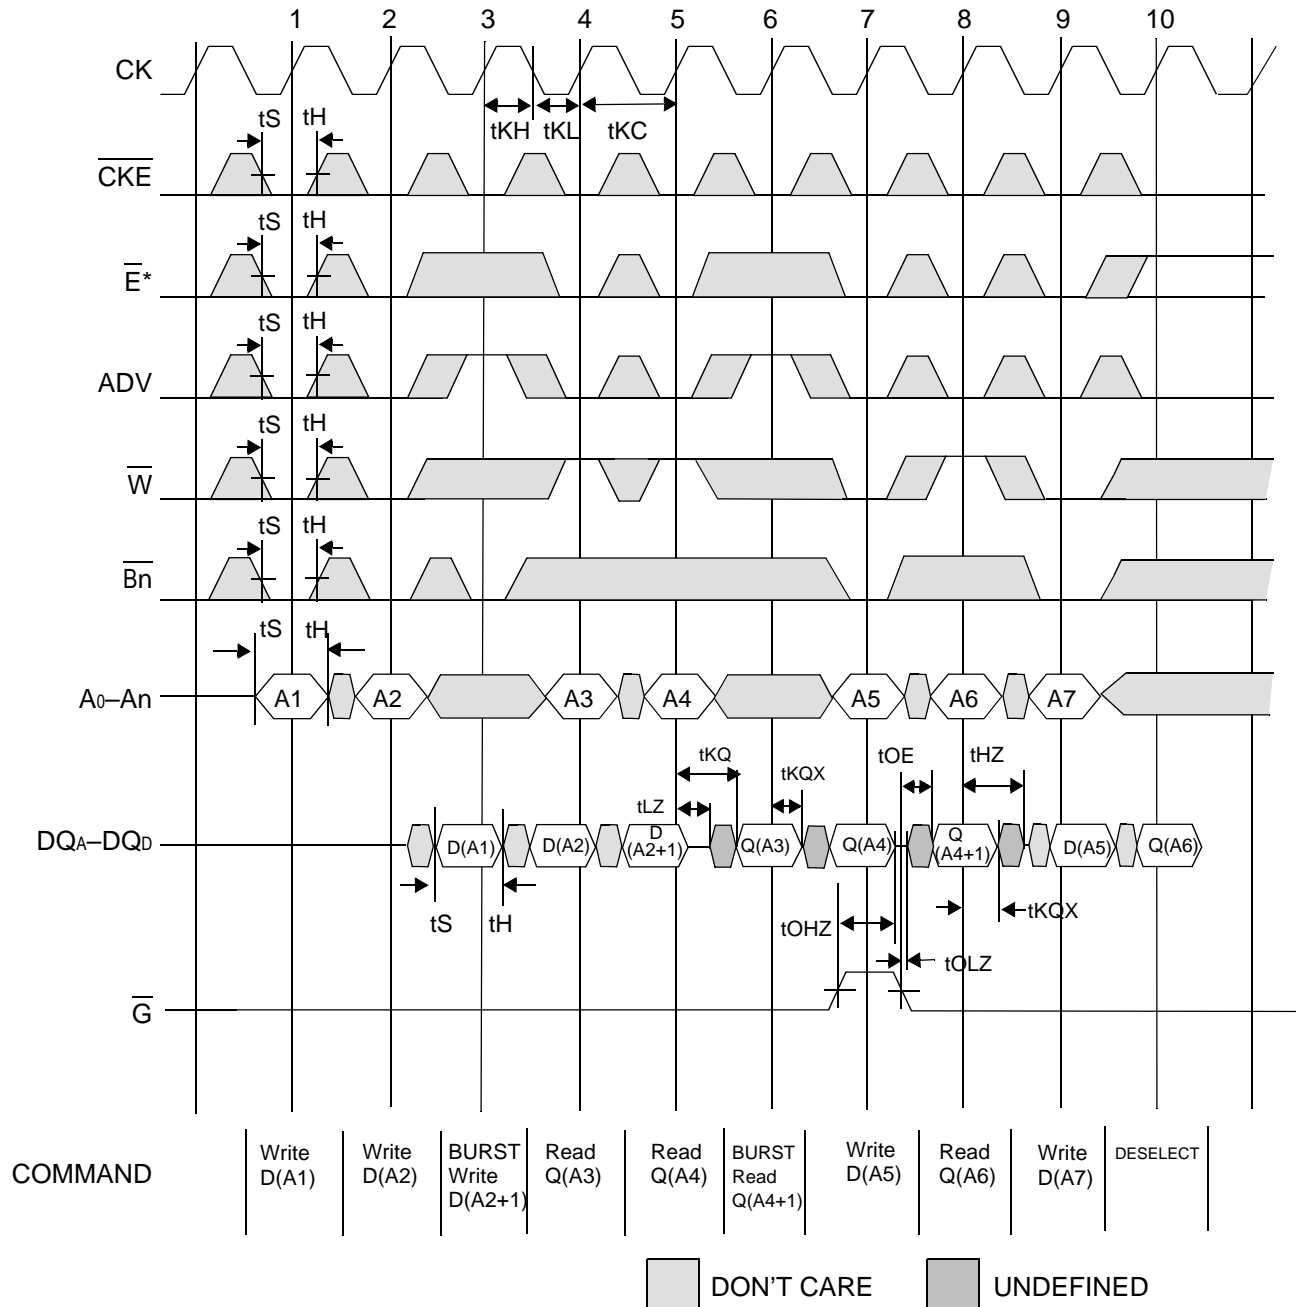 1 2 3 4 5 6 7 8 9 10
CK
tKH tKL tKC
tS tH
CKE
tS tH
E*
tS tH
ADV
tS tH
W
tS tH
Bn
tS tH
A0–An A1 A2 A3 A4 A5 A6 A7
tKQ tKQX tOE tHZ
tLZ
DQA–DQD D(A1) D(A2) D (A2+1) Q(A3) Q(A4) Q (A4+1) D(A5) Q(A6)
tS tH tOHZ tKQX
tOLZ
G
COMMAND
Write D(A1)
Write D(A2)
BURST Write D(A2+1)
Read Q(A3)
Read Q(A4)
BURST Read Q(A4+1)
Write D(A5)
Read Q(A6)
Write D(A7)
DESELECT
DON'T CARE UNDEFINED